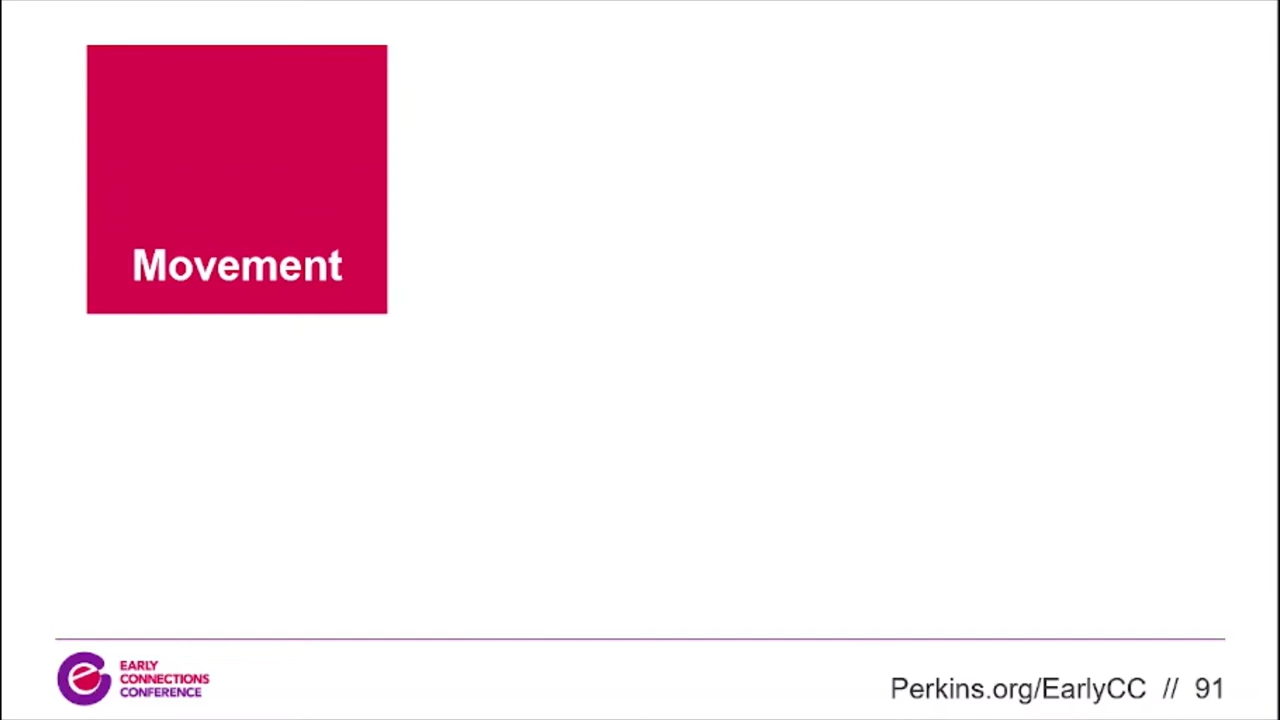 Movement
EARLY
CONNECTIONS
CONFERENCE
Perkins.org/EarlyCC // 91